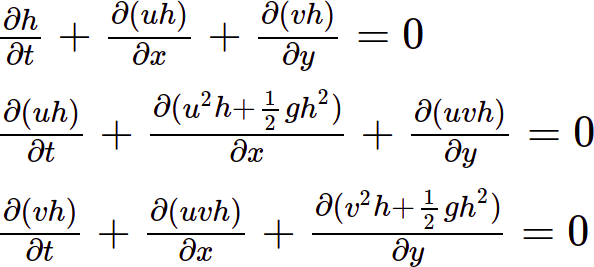 ∂h/∂t + ∂(uh)/∂x + ∂(vh)/∂y = 0
∂(uh)/∂t + ∂(u²h + ½gh²)/∂x + ∂(uvh)/∂y = 0
∂(vh)/∂t + ∂(uvh)/∂x + ∂(v²h + ½gh²)/∂y = 0